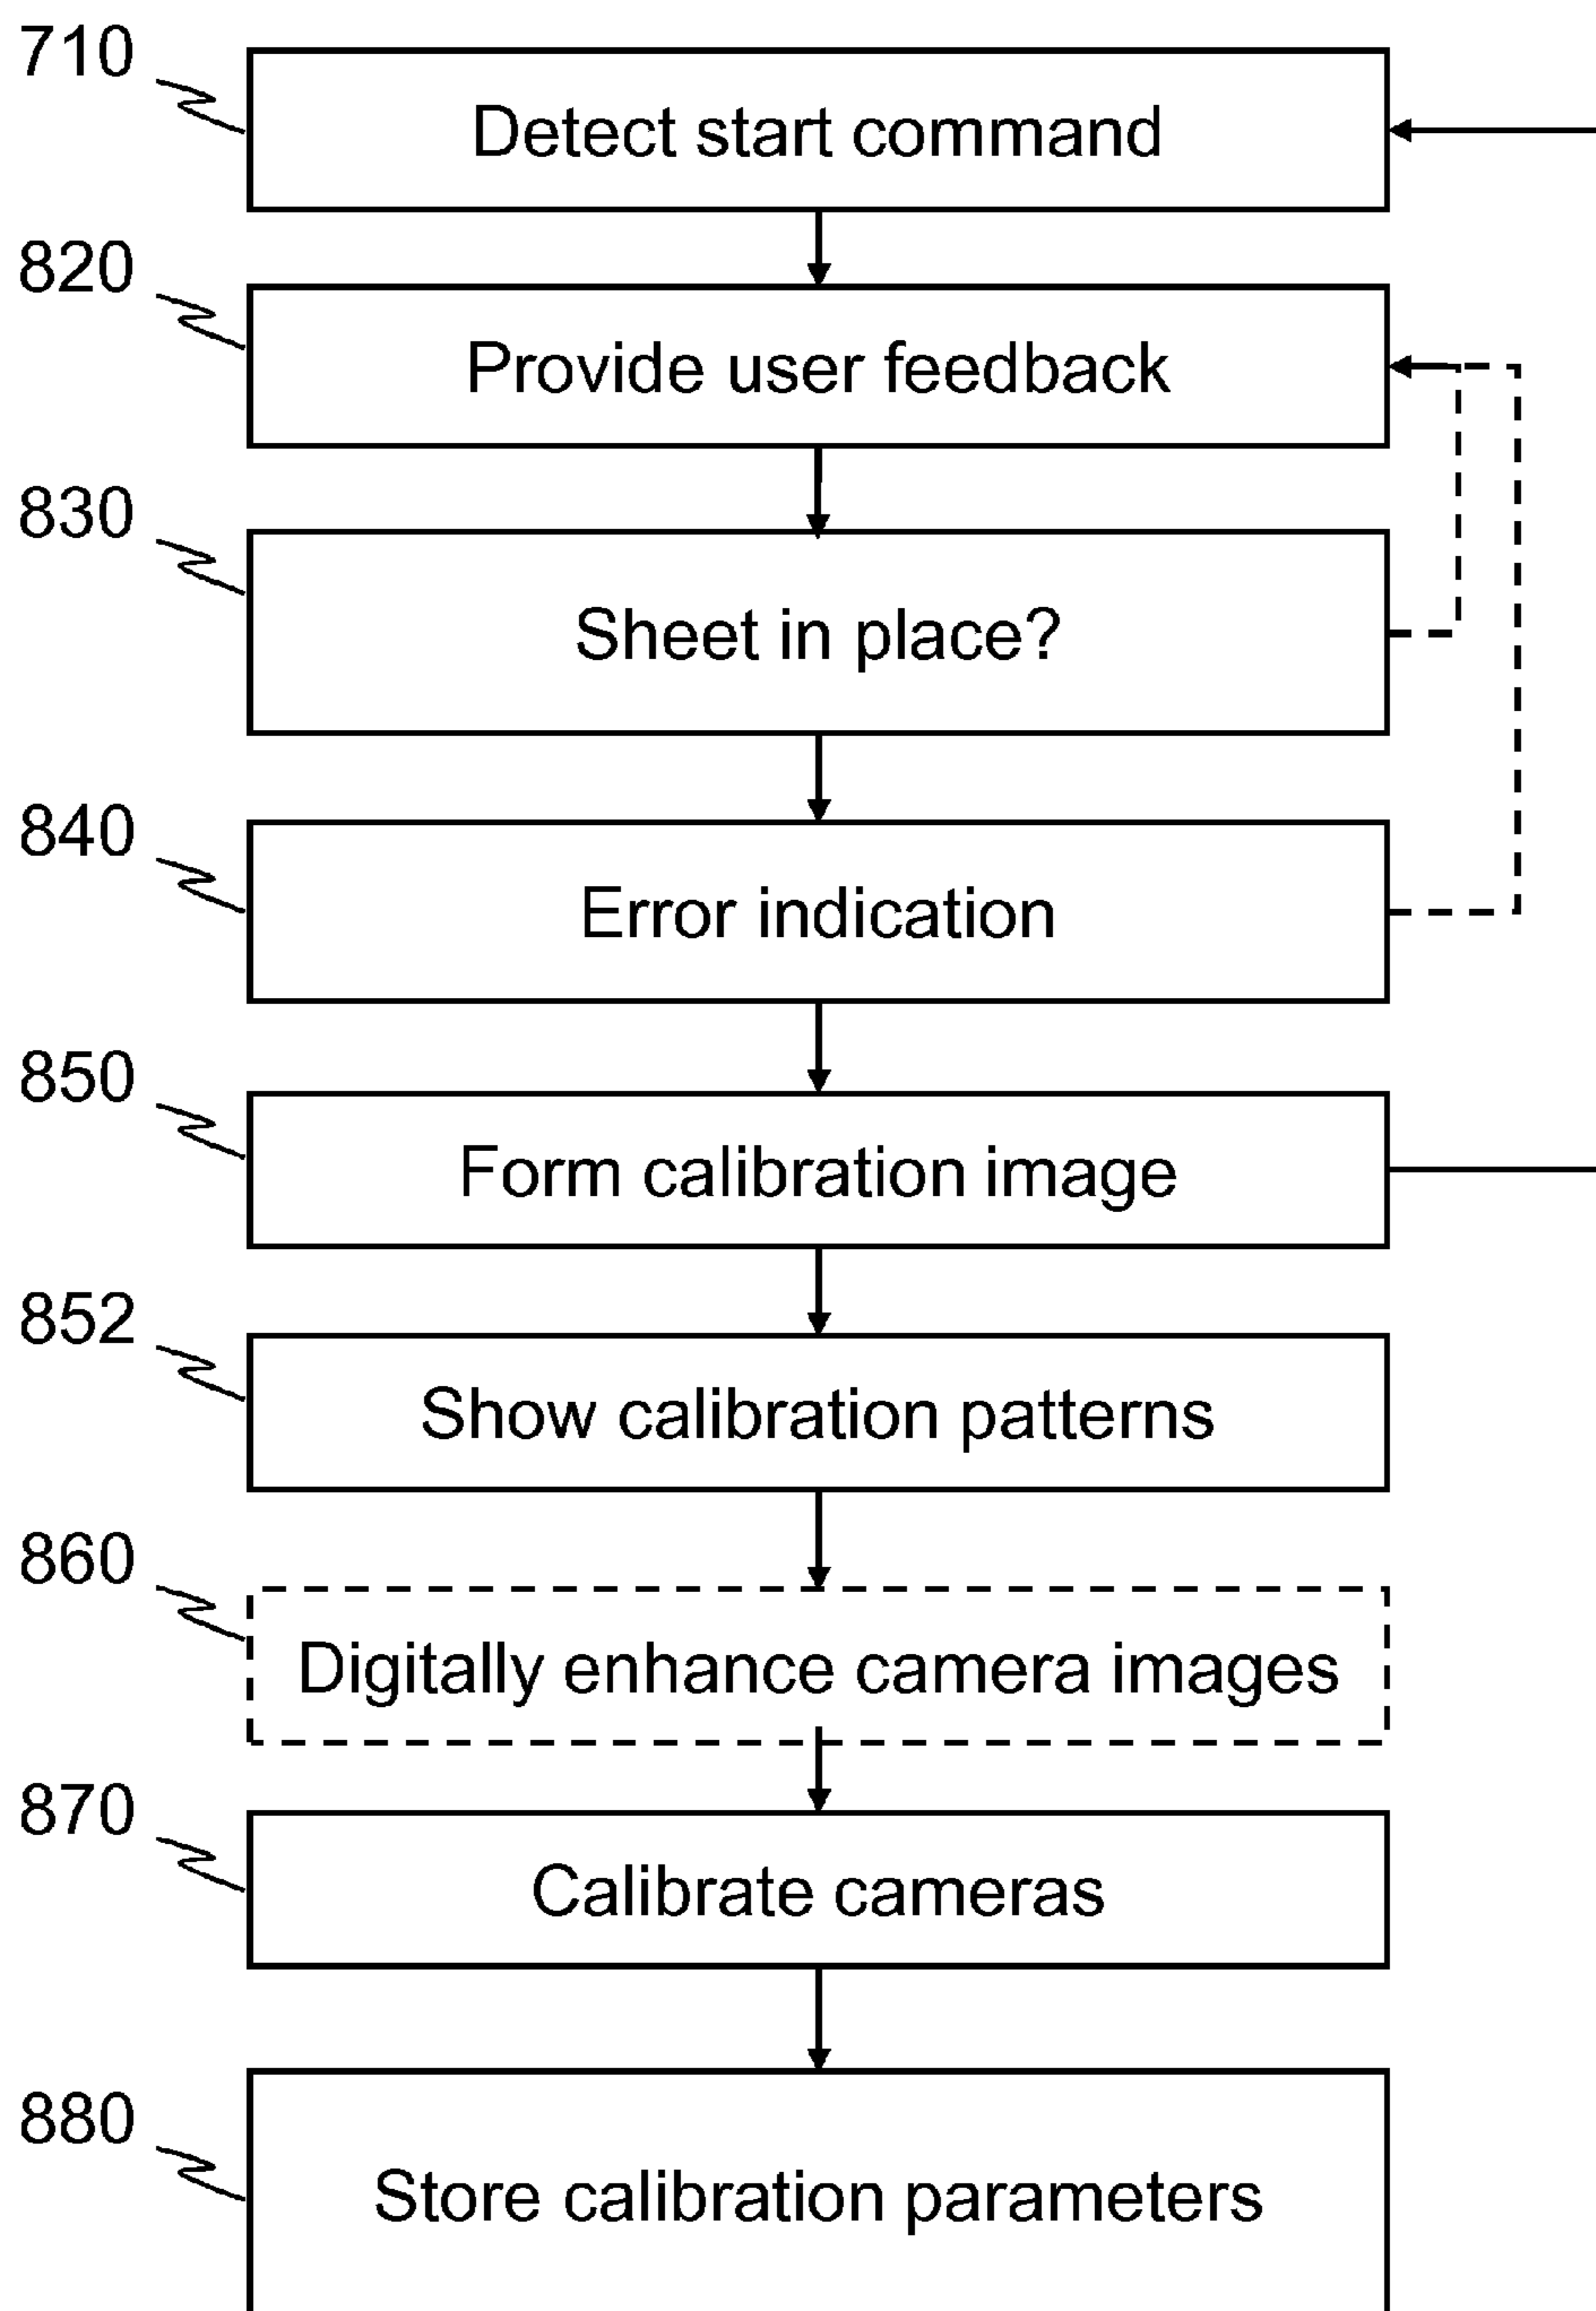 710
Detect start command
820
Provide user feedback
830
Sheet in place?
840
Error indication
850
Form calibration image
852
Show calibration patterns
860
Digitally enhance camera images
870
Calibrate cameras
880
Store calibration parameters